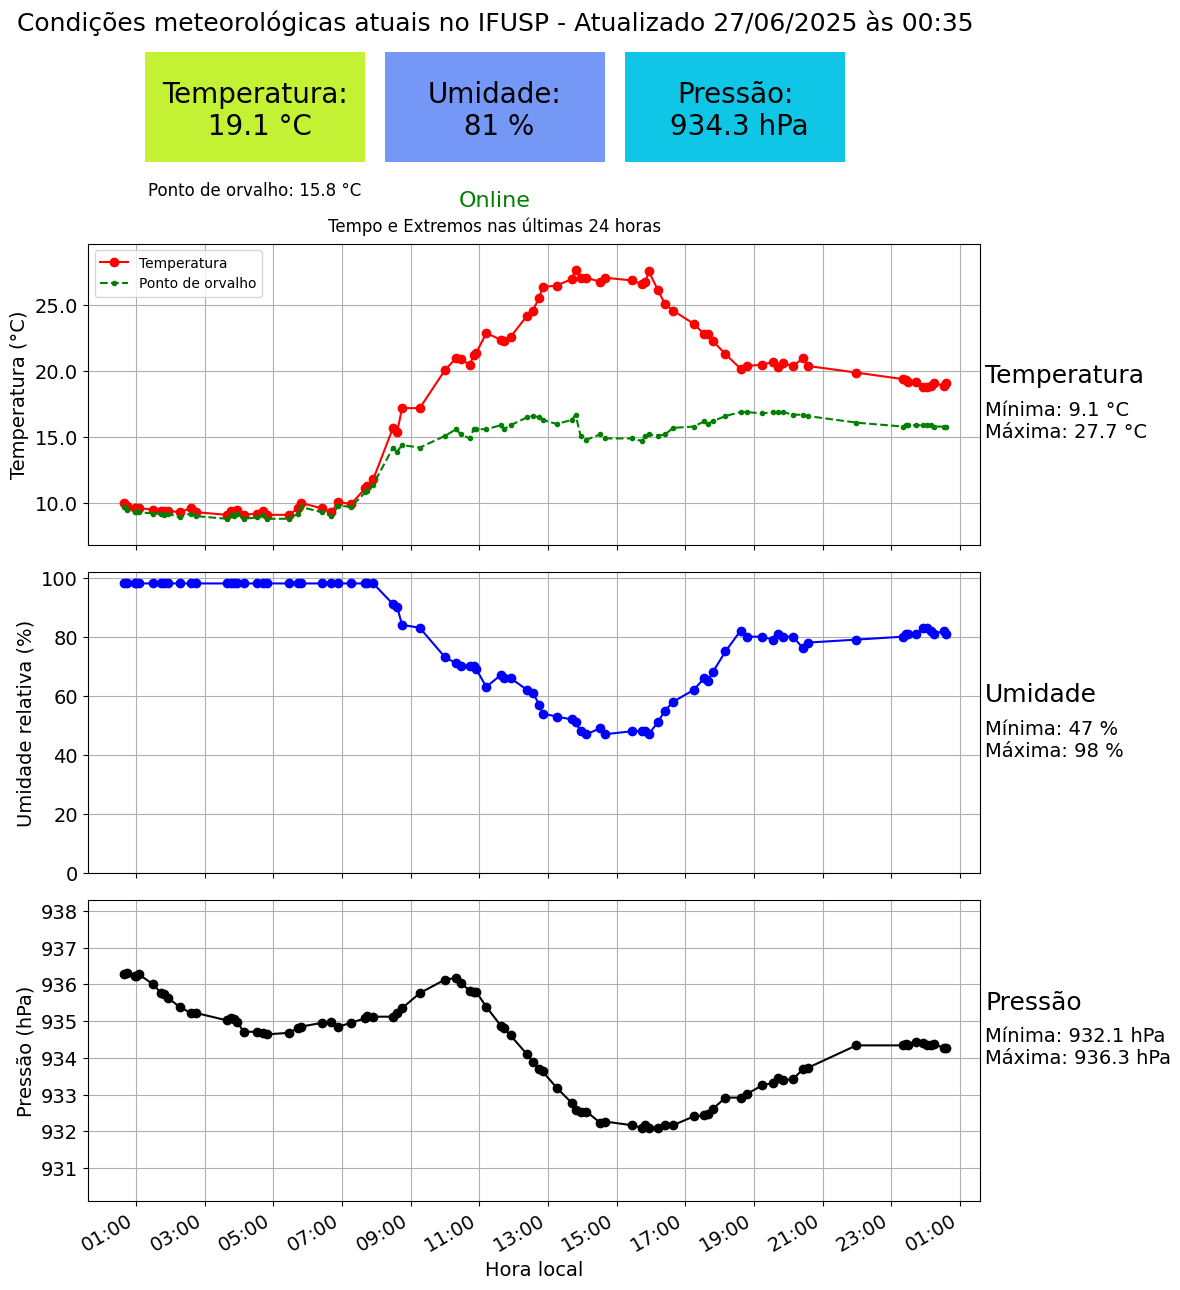 Condições meteorológicas atuais no IFUSP - Atualizado 27/06/2025 às 00:35
Temperatura:
19.1 °C
Umidade:
81 %
Pressão:
934.3 hPa
Ponto de orvalho: 15.8 °C
Online
Tempo e Extremos nas últimas 24 horas
Temperatura
Ponto de orvalho
Temperatura (°C)
25.0
20.0
15.0
10.0
Temperatura
Mínima: 9.1 °C
Máxima: 27.7 °C
Umidade relativa (%)
100
80
60
40
20
0
Umidade
Mínima: 47 %
Máxima: 98 %
Pressão (hPa)
938
937
936
935
934
933
932
931
Pressão
Mínima: 932.1 hPa
Máxima: 936.3 hPa
01:00
03:00
05:00
07:00
09:00
11:00
13:00
15:00
17:00
19:00
21:00
23:00
01:00
Hora local